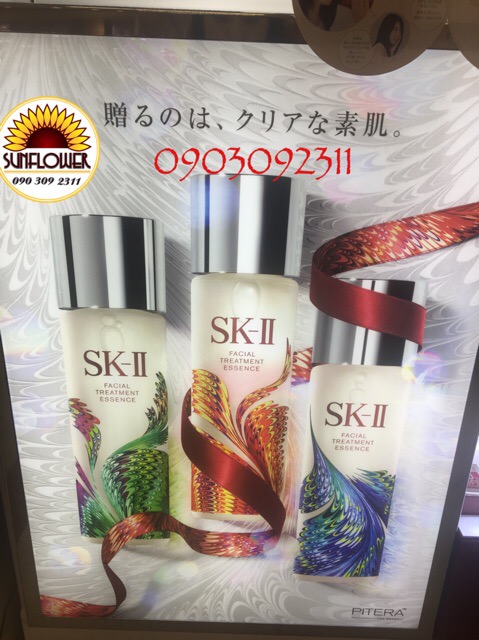 贈るのは、クリアな素肌。
0903092311
SUNFLOWER
090 309 2311
SK-II
FACIAL
TREATMENT
ESSENCE
SK-II
FACIAL
TREATMENT
ESSENCE
SK-II
FACIAL
TREATMENT
ESSENCE
PITERA™